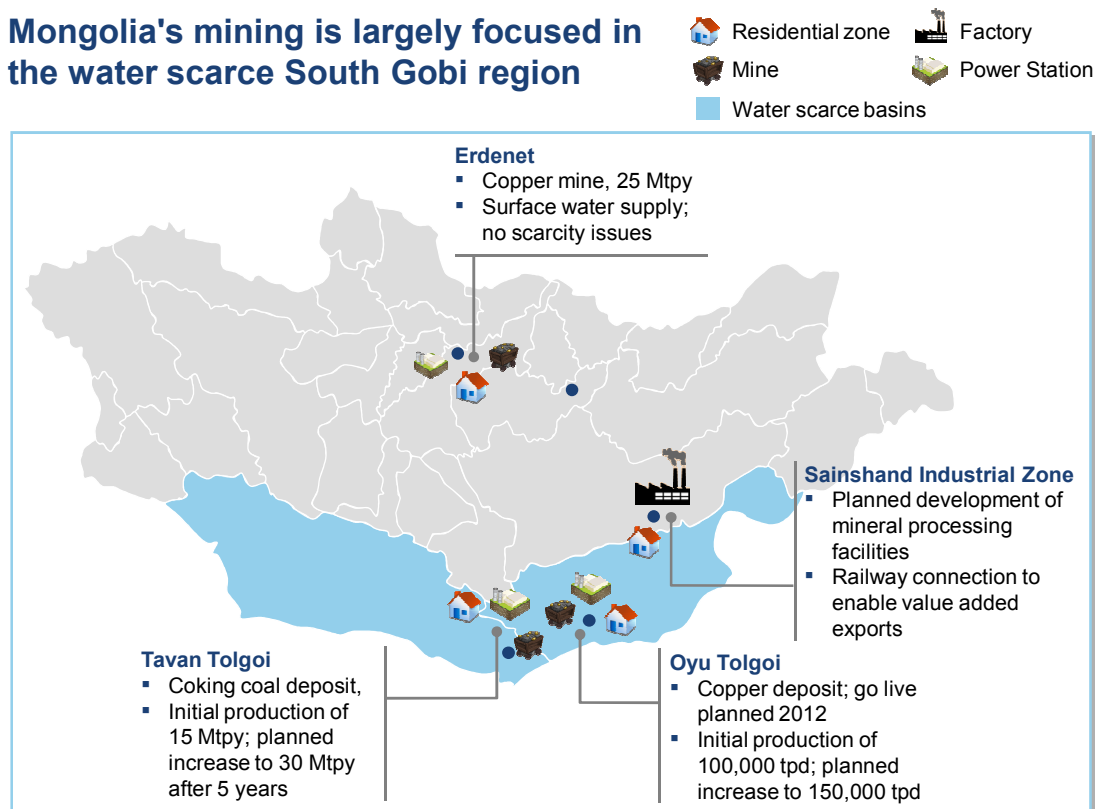 Mongolia's mining is largely focused in
the water scarce South Gobi region
Residential zone
Factory
Mine
Power Station
Water scarce basins
Erdenet
▪ Copper mine, 25 Mtpy
▪ Surface water supply;
no scarcity issues
Sainshand Industrial Zone
▪ Planned development of
mineral processing
facilities
▪ Railway connection to
enable value added
exports
Tavan Tolgoi
▪ Coking coal deposit,
▪ Initial production of
15 Mtpy; planned
increase to 30 Mtpy
after 5 years
Oyu Tolgoi
▪ Copper deposit; go live
planned 2012
▪ Initial production of
100,000 tpd; planned
increase to 150,000 tpd